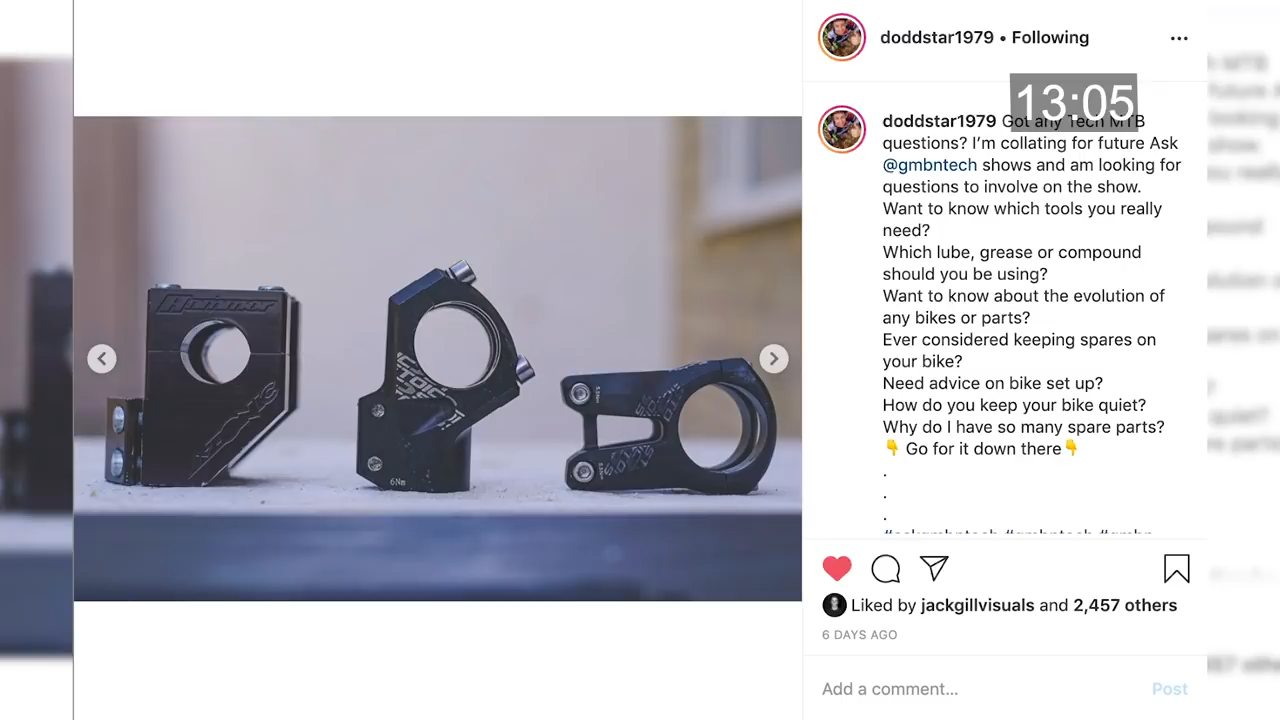 doddstar1979 • Following
13:05
doddstar1979 Got any Tech MTB
questions? I’m collating for future Ask
@gmbntech shows and am looking for
questions to involve on the show.
Want to know which tools you really
need?
Which lube, grease or compound
should you be using?
Want to know about the evolution of
any bikes or parts?
Ever considered keeping spares on
your bike?
Need advice on bike set up?
How do you keep your bike quiet?
Why do I have so many spare parts?
👇 Go for it down there👇
.
.
.
#askgmbntech #gmbntech #gmbn
Liked by jackgillvisuals and 2,457 others
6 DAYS AGO
Add a comment...
Post
Hammer
6Nm